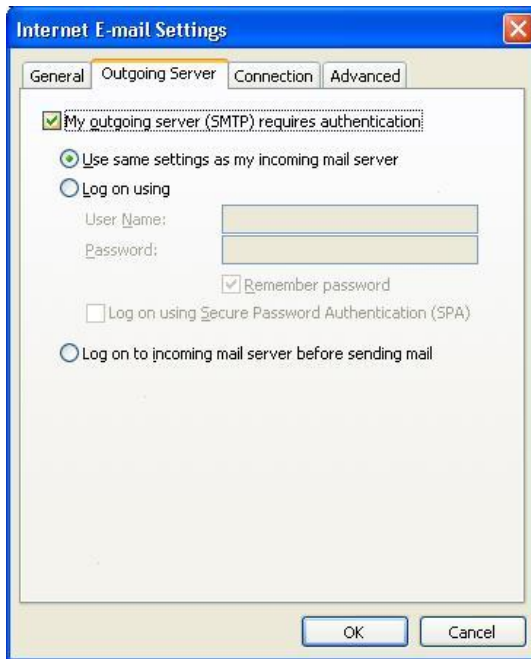 Internet E-mail Settings
General Outgoing Server Connection Advanced
My outgoing server (SMTP) requires authentication
Use same settings as my incoming mail server
Log on using
User Name:
Password:
Remember password
Log on using Secure Password Authentication (SPA)
Log on to incoming mail server before sending mail
OK Cancel